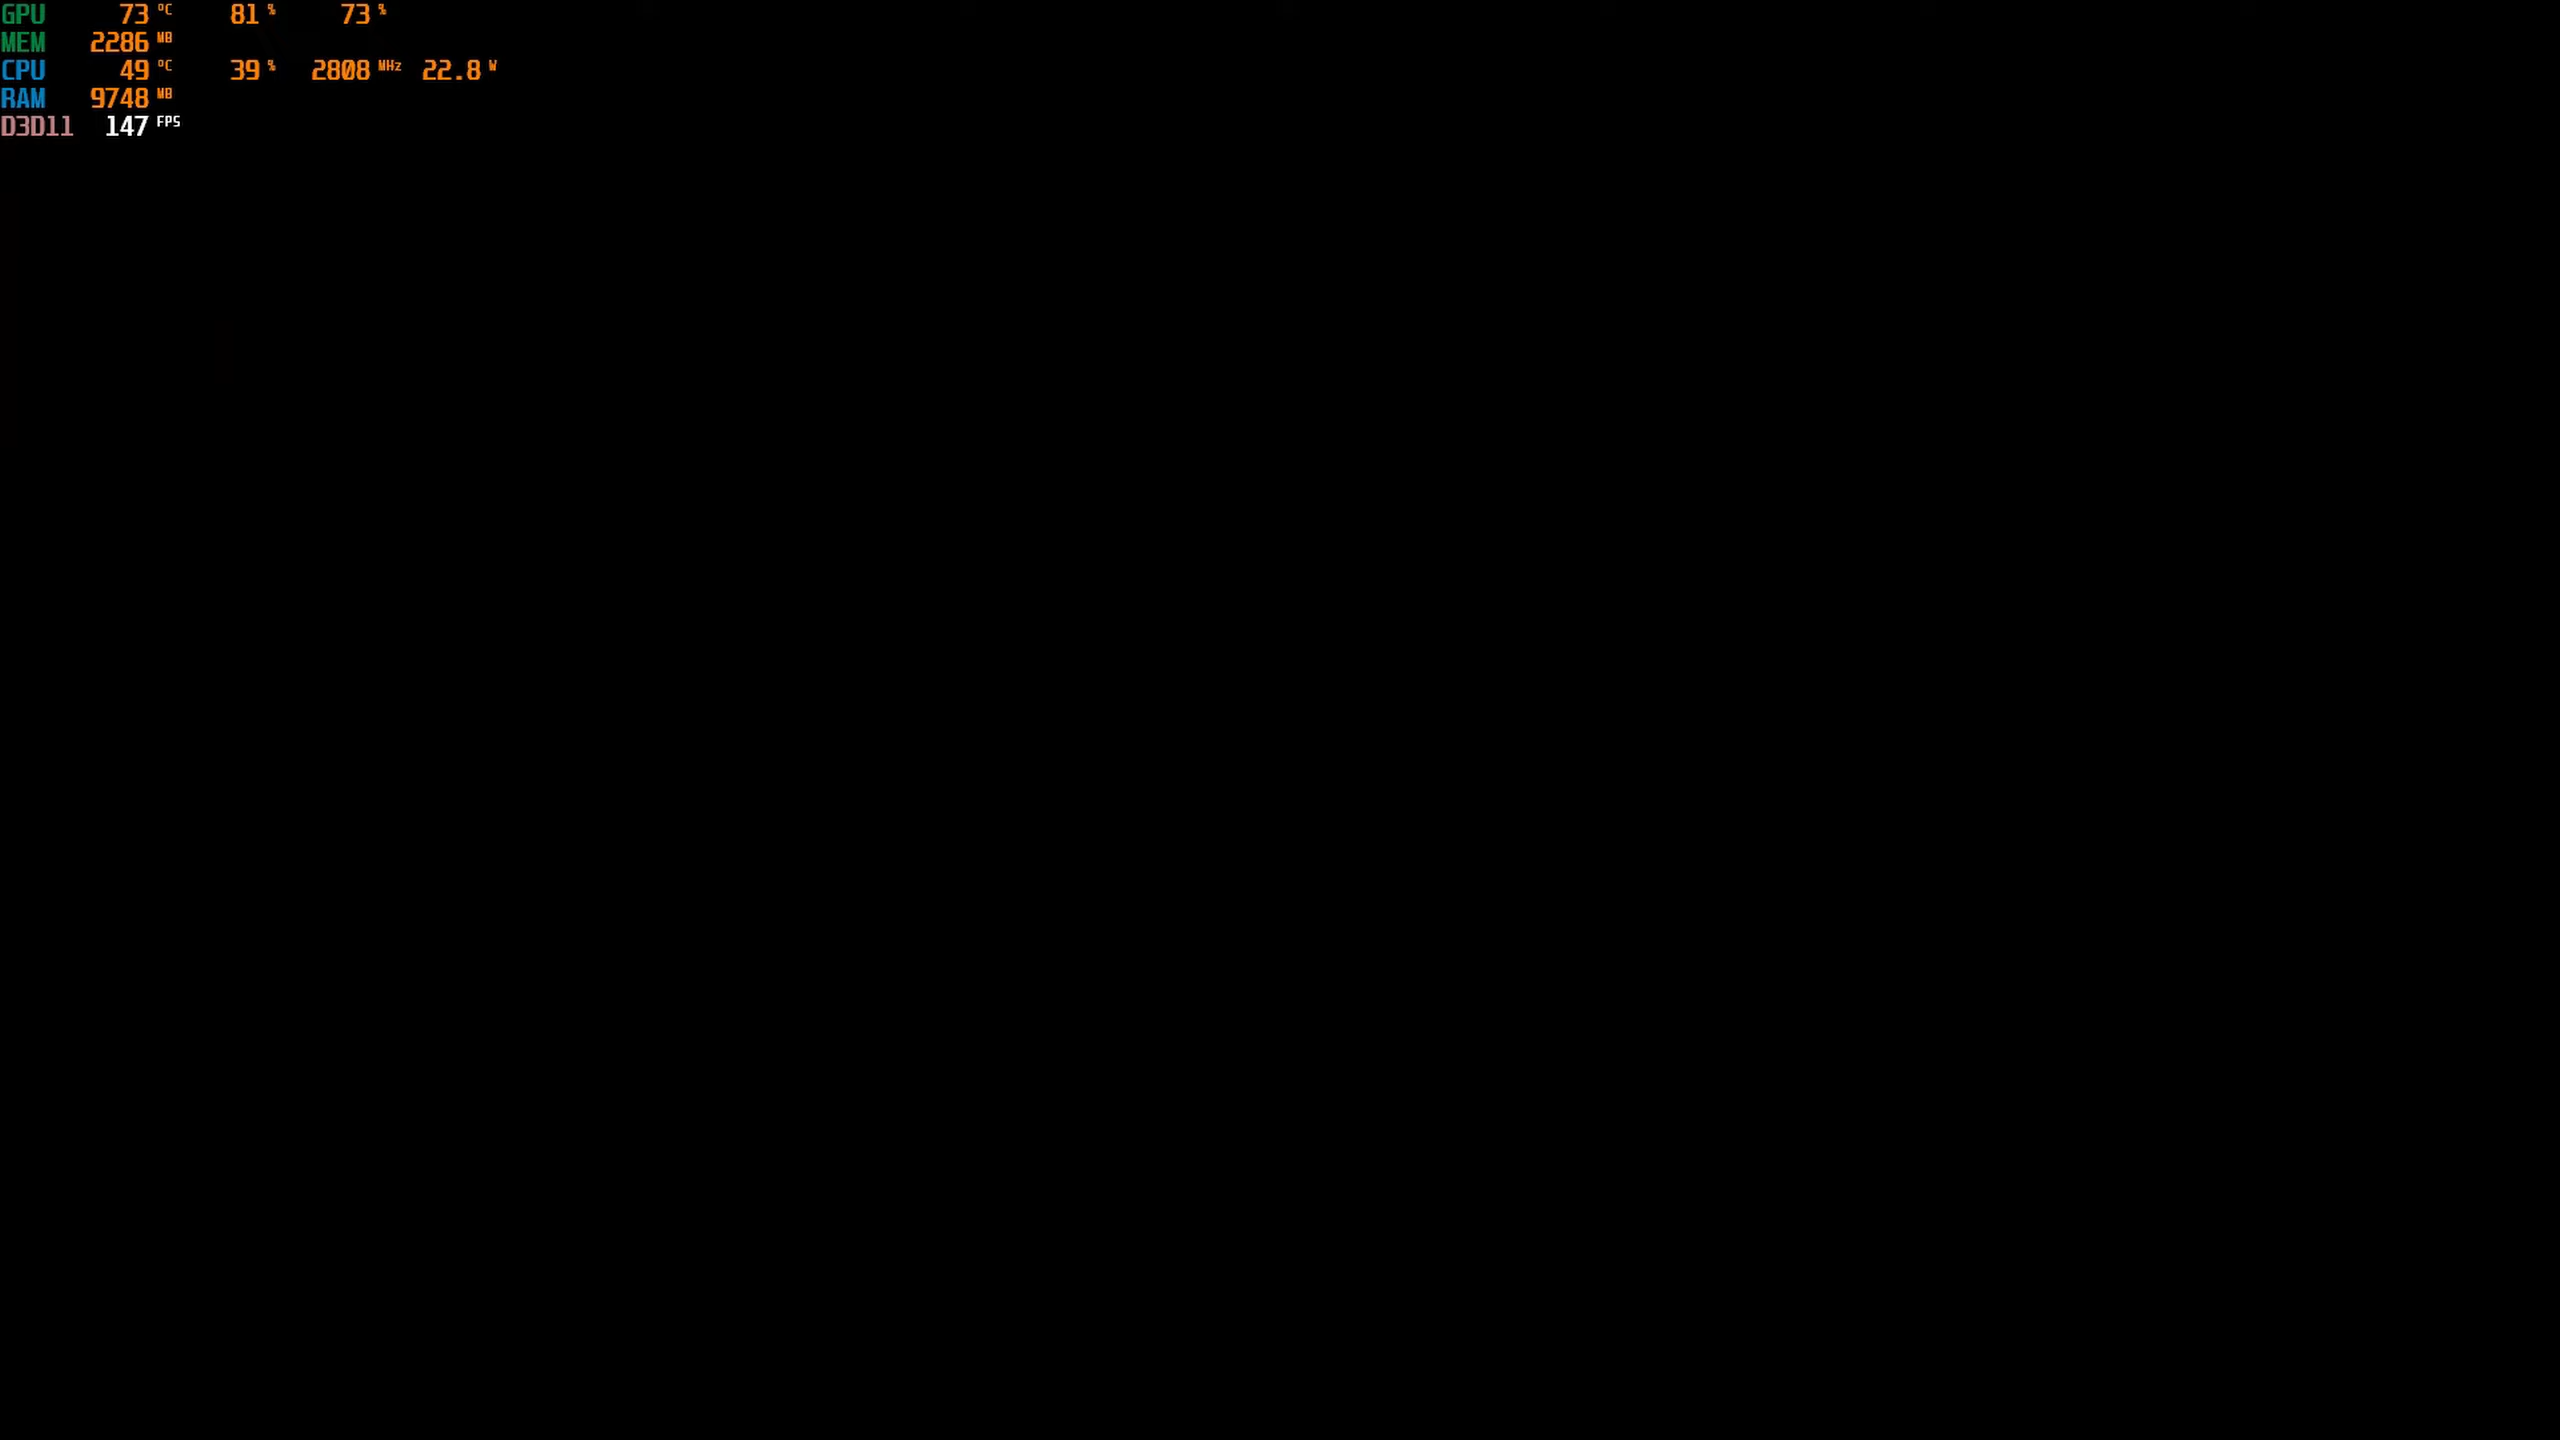 GPU 73 °C 81 % 73 %
MEM 2286 MB
CPU 49 °C 39 % 2808 MHz 22.8 W
RAM 9748 MB
D3D11 147 FPS